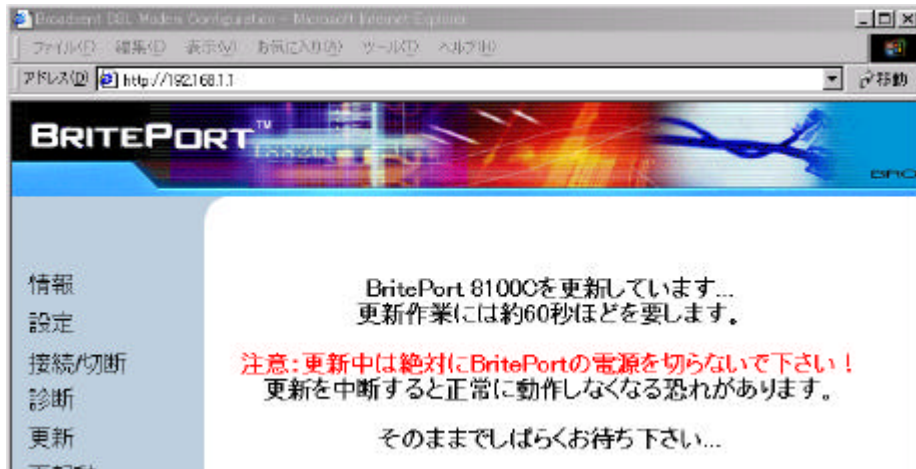 Broadxent DSL Modem Configuration - Microsoft Internet Explorer
ファイル(F) 編集(E) 表示(V) お気に入り(A) ツール(T) ヘルプ(H)
アドレス(D) http://192.168.1.1 移動
BRITEPORT™
情報
設定
接続/切断
診断
更新
BritePort 8100Cを更新しています...
更新作業には約60秒ほどを要します。
注意：更新中は絶対にBritePortの電源を切らないで下さい！
更新を中断すると正常に動作しなくなる恐れがあります。
そのままでしばらくお待ち下さい...